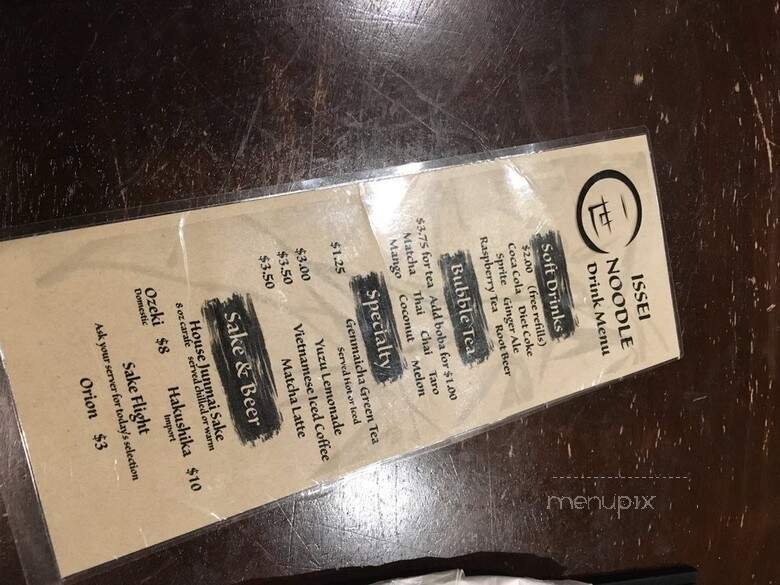 一世
ISSEI
NOODLE
Drink Menu
Soft Drinks
$2.00 (free refills)
Coca Cola Diet Coke
Sprite Ginger Ale
Raspberry Tea Root Beer
Bubble Tea
$3.75 for tea Add boba for $1.00
Matcha Thai Chai Taro
Mango Coconut Melon
Specialty
$1.25 Genmaicha Green Tea
Served Hot or Iced
$3.00 Yuzu Lemonade
$3.50 Vietnamese Iced Coffee
$3.50 Matcha Latte
Sake & Beer
House Junmai Sake
8 oz carafe served chilled or warm
Ozeki $8 Hakushika $10
Domestic Import
Sake Flight
Ask your server for today's selection
Orion $3
menupix